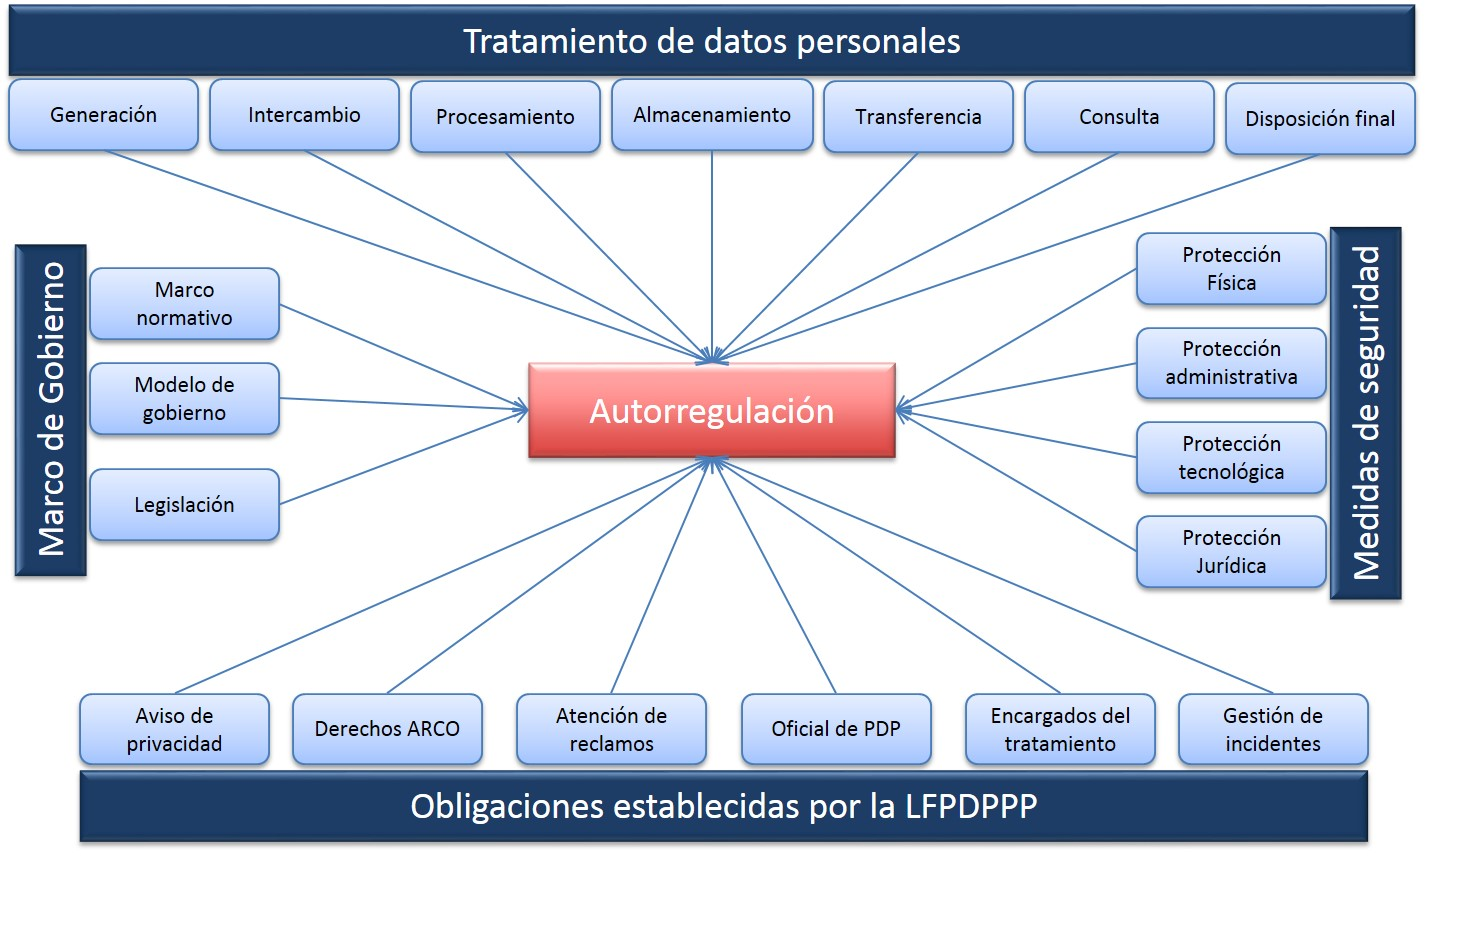 Tratamiento de datos personales
Generación
Intercambio
Procesamiento
Almacenamiento
Transferencia
Consulta
Disposición final
Marco de Gobierno
Marco
normativo
Modelo de
gobierno
Legislación
Autorregulación
Protección
Física
Protección
administrativa
Protección
tecnológica
Protección
Jurídica
Medidas de seguridad
Aviso de
privacidad
Derechos ARCO
Atención de
reclamos
Oficial de PDP
Encargados del
tratamiento
Gestión de
incidentes
Obligaciones establecidas por la LFPDPPP